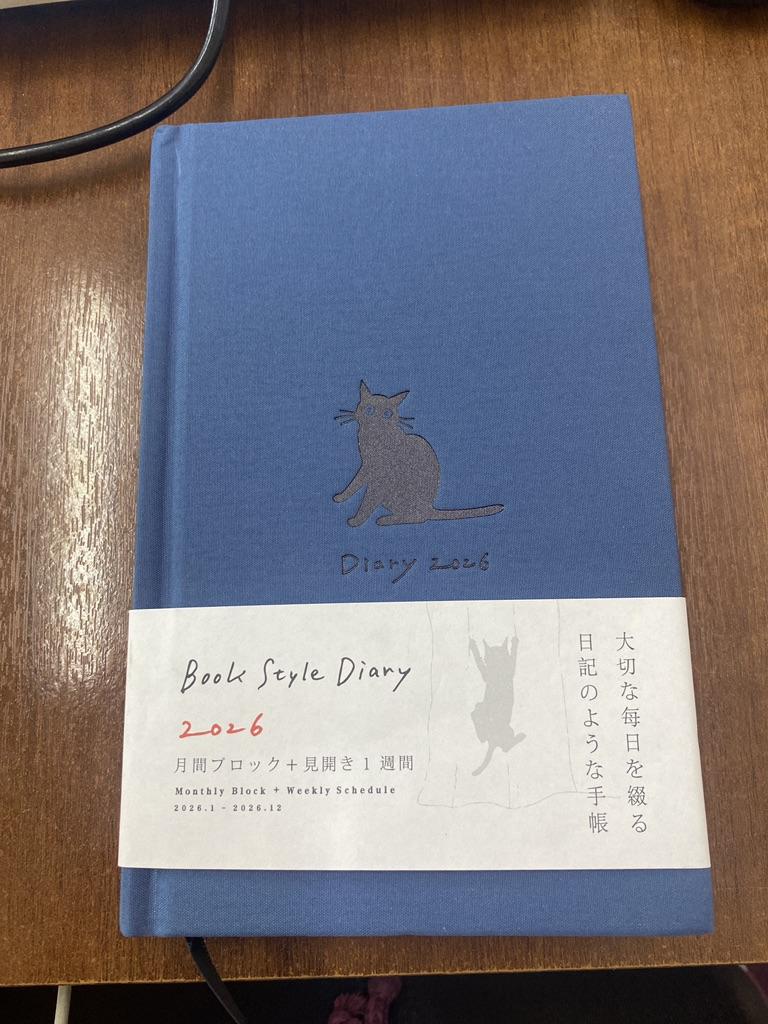 Diary 2026
Book Style Diary
2026
月間ブロック＋見開き1週間
Monthly Block + Weekly Schedule
2026.1 - 2026.12
大切な毎日を綴る
日記のような手帳